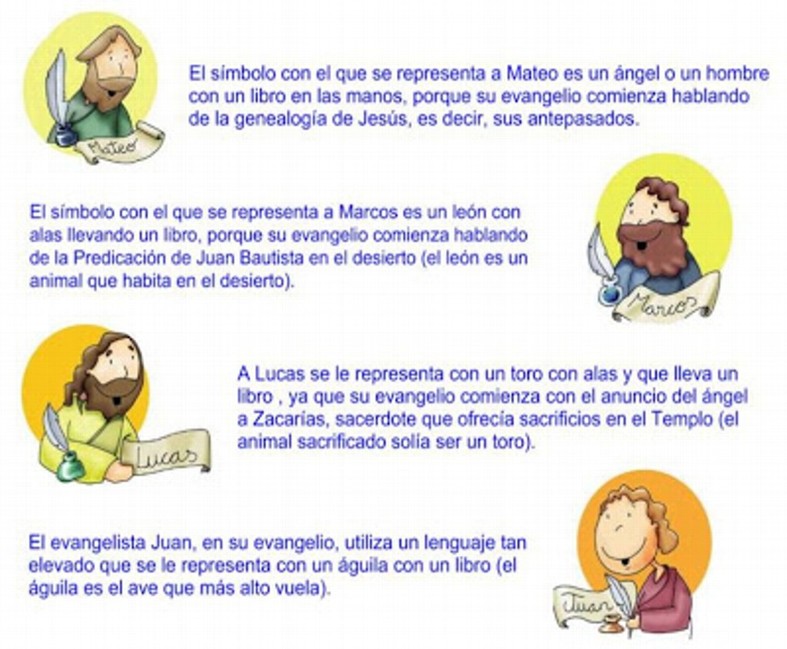 El símbolo con el que se representa a Mateo es un ángel o un hombre
con un libro en las manos, porque su evangelio comienza hablando
de la genealogía de Jesús, es decir, sus antepasados.
Mateo
El símbolo con el que se representa a Marcos es un león con
alas llevando un libro, porque su evangelio comienza hablando
de la Predicación de Juan Bautista en el desierto (el león es un
animal que habita en el desierto).
Marcos
A Lucas se le representa con un toro con alas y que lleva un
libro , ya que su evangelio comienza con el anuncio del ángel
a Zacarías, sacerdote que ofrecía sacrificios en el Templo (el
animal sacrificado solía ser un toro).
Lucas
El evangelista Juan, en su evangelio, utiliza un lenguaje tan
elevado que se le representa con un águila con un libro (el
águila es el ave que más alto vuela).
Juan